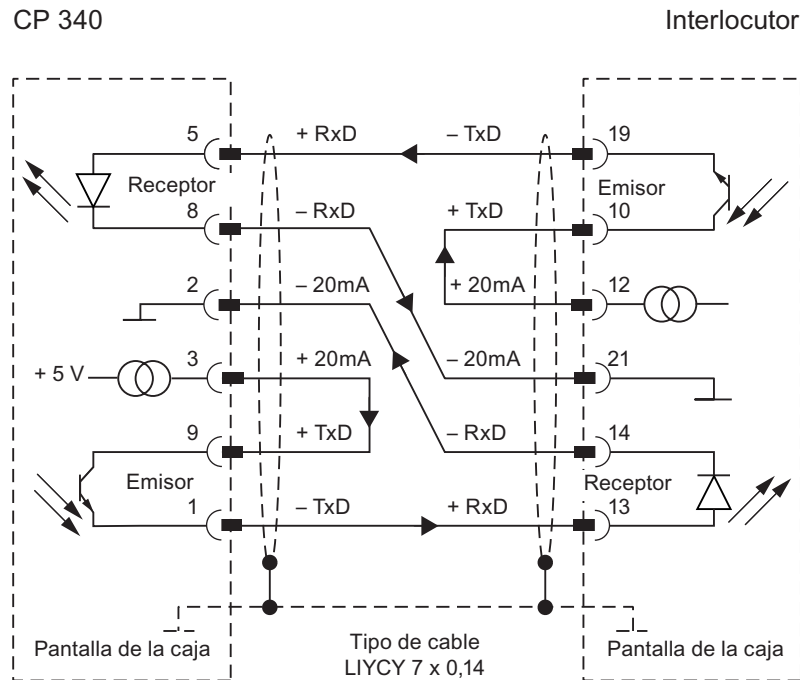 CP 340 Interlocutor
5 + RxD – TxD 19
Receptor Emisor
8 – RxD + TxD 10
2 – 20mA + 20mA 12
+ 5 V 3 + 20mA – 20mA 21
9 + TxD – RxD 14
Emisor Receptor
1 – TxD + RxD 13
Pantalla de la caja Tipo de cable Pantalla de la caja
LIYCY 7 x 0,14